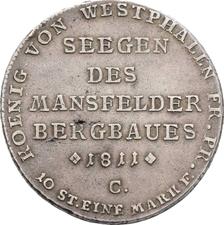 KOENIG VON WESTPHALEN FR. PR.
SEEGEN
DES
MANSFELDER
BERGBAUES
1811
C.
10 ST. EINE MARK F.